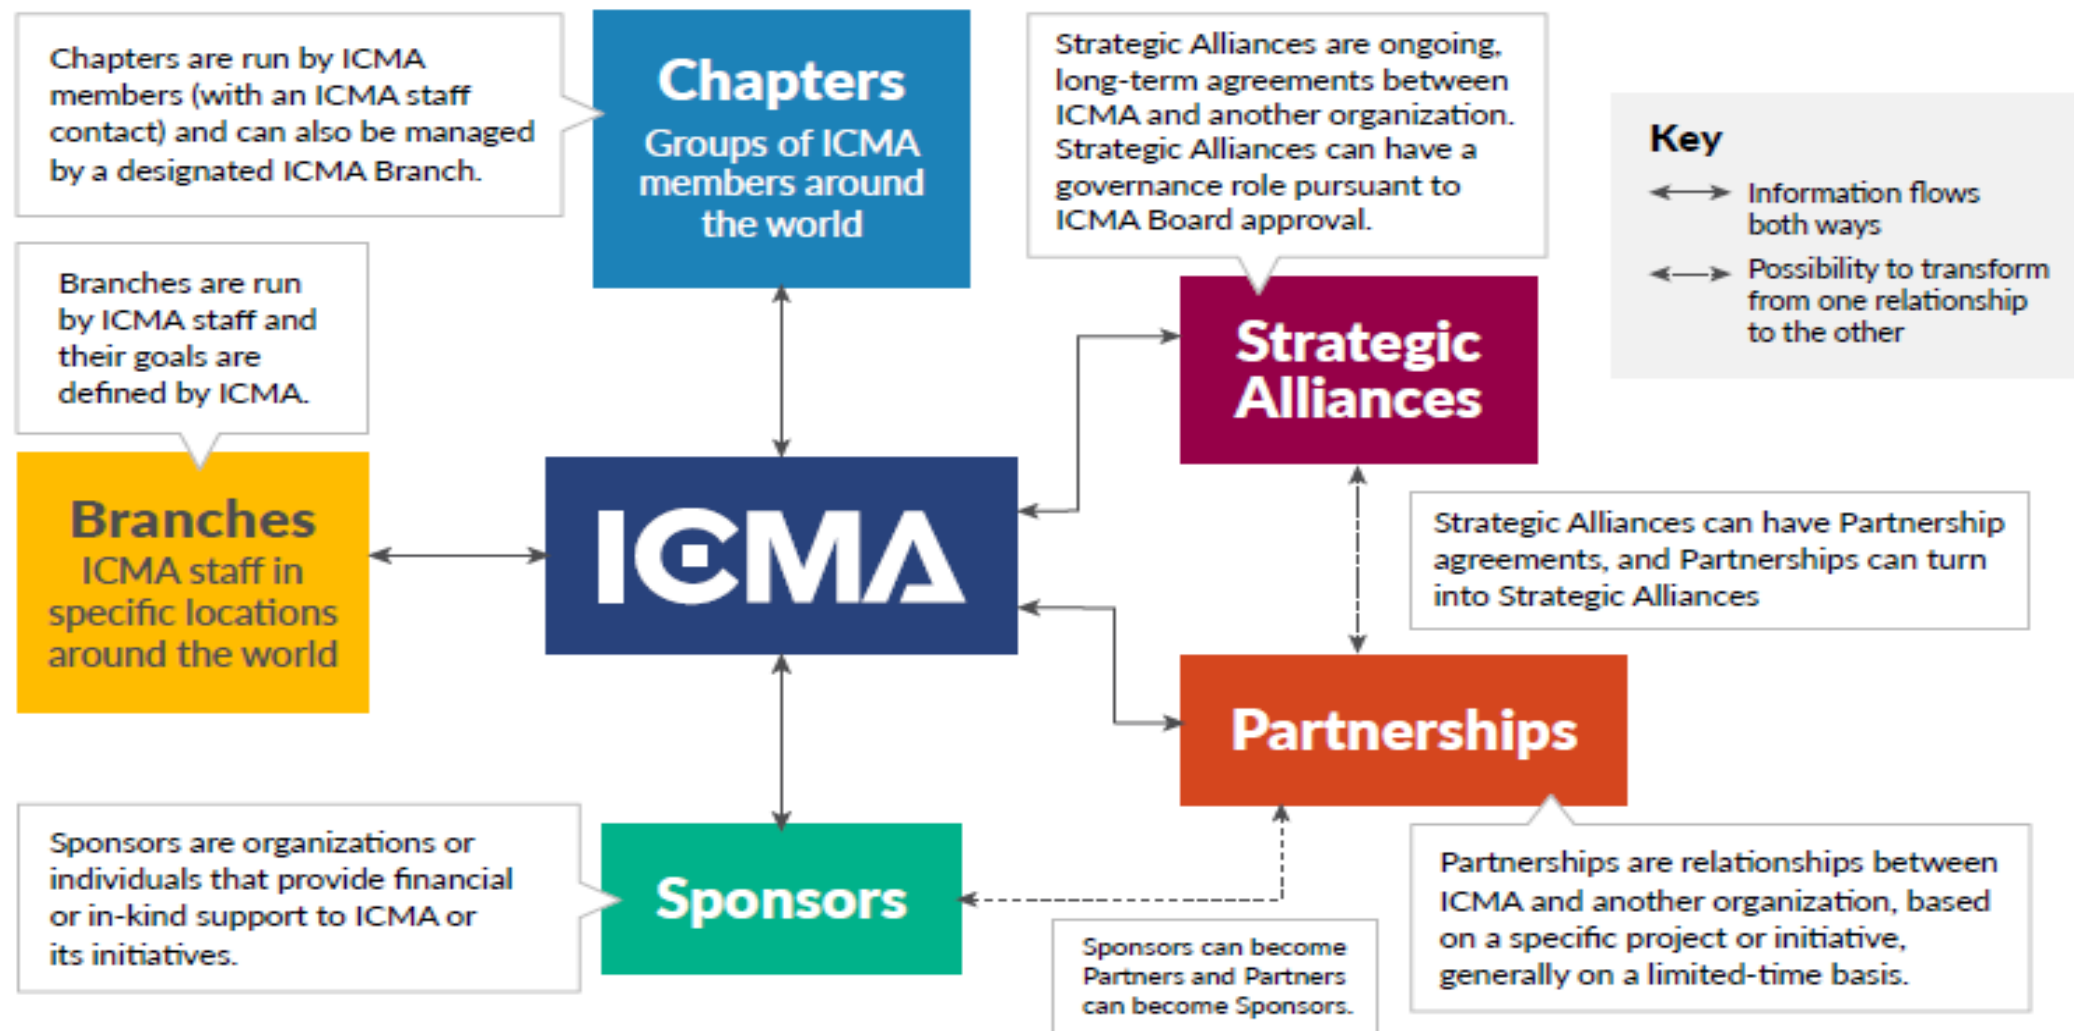 Chapters are run by ICMA
members (with an ICMA staff
contact) and can also be managed
by a designated ICMA Branch.
Chapters
Groups of ICMA
members around
the world
Strategic Alliances are ongoing,
long-term agreements between
ICMA and another organization.
Strategic Alliances can have a
governance role pursuant to
ICMA Board approval.
Key
Information flows
both ways
Possibility to transform
from one relationship
to the other
Branches are run
by ICMA staff and
their goals are
defined by ICMA.
Strategic
Alliances
Branches
ICMA staff in
specific locations
around the world
ICMA
Strategic Alliances can have Partnership
agreements, and Partnerships can turn
into Strategic Alliances
Partnerships
Sponsors are organizations or
individuals that provide financial
or in-kind support to ICMA or
its initiatives.
Sponsors
Sponsors can become
Partners and Partners
can become Sponsors.
Partnerships are relationships between
ICMA and another organization, based
on a specific project or initiative,
generally on a limited-time basis.